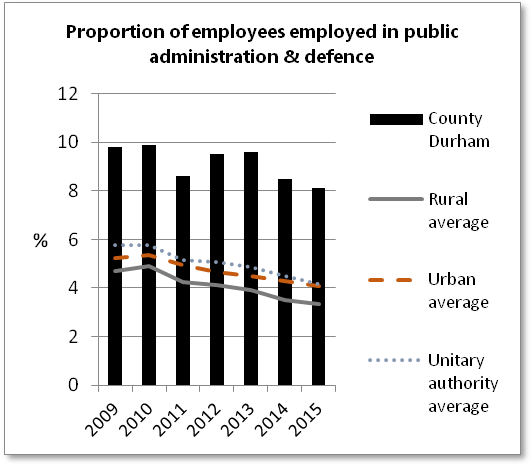 Proportion of employees employed in public
administration & defence
12
10
8
6
4
2
0
%
2009
2010
2011
2012
2013
2014
2015
County
Durham
Rural
average
Urban
average
Unitary
authority
average